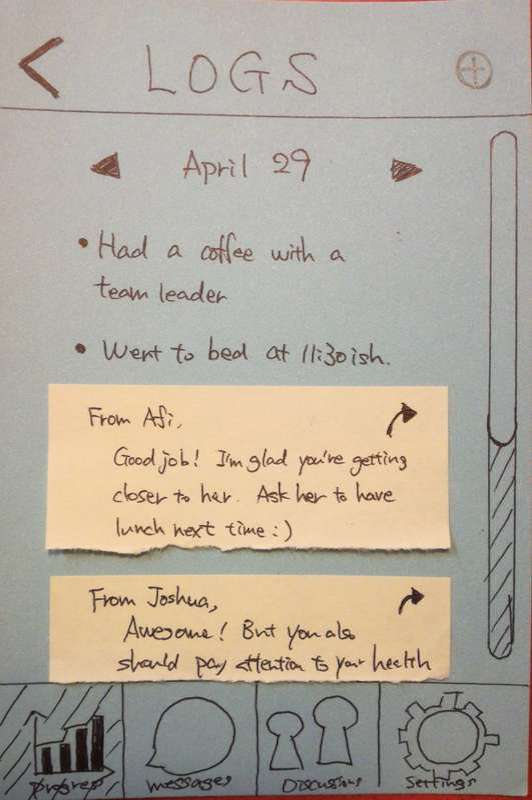 LOGS
April 29
• Had a coffee with a
team leader
• Went to bed at 11:30ish.
From Afi,
Good job! I'm glad you're getting
closer to her. Ask her to have
lunch next time :)
From Joshua,
Awesome! But you also
should pay attention to your health
progress messages Discussions settings